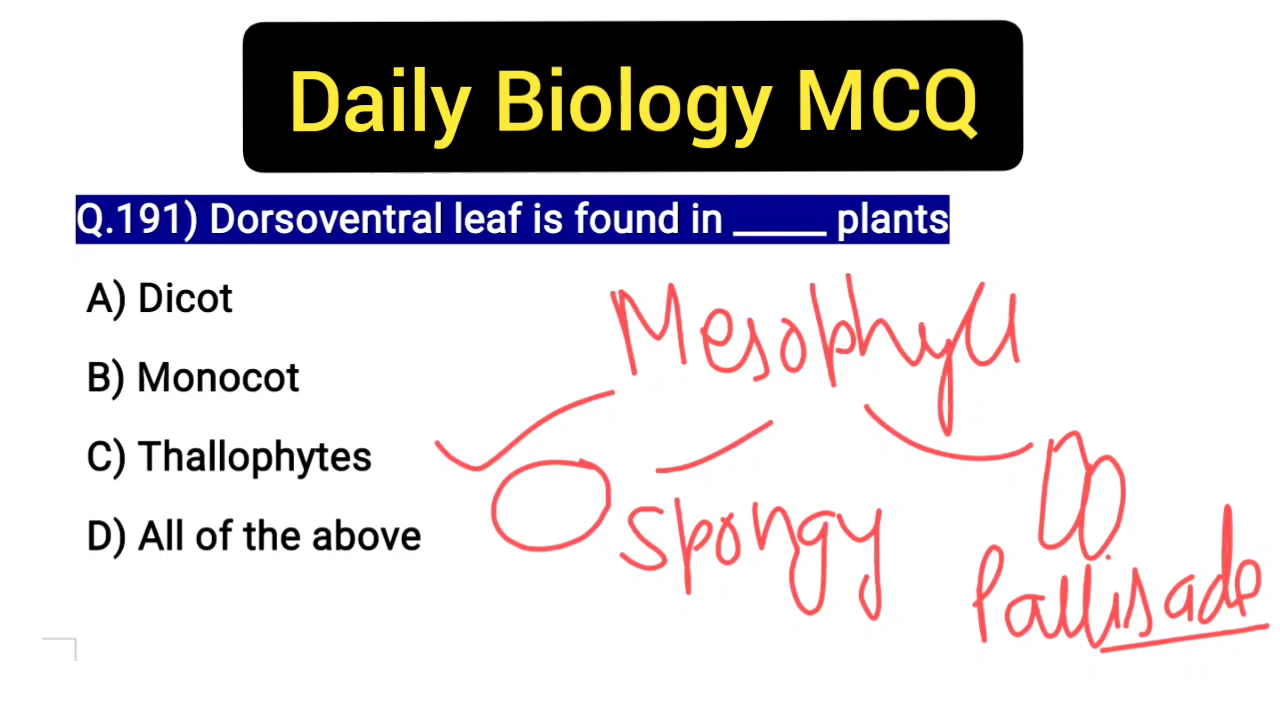 Daily Biology MCQ
Q.191) Dorsoventral leaf is found in _____ plants
A) Dicot
B) Monocot
C) Thallophytes
D) All of the above
Mesophyll
spongy
Pallisade